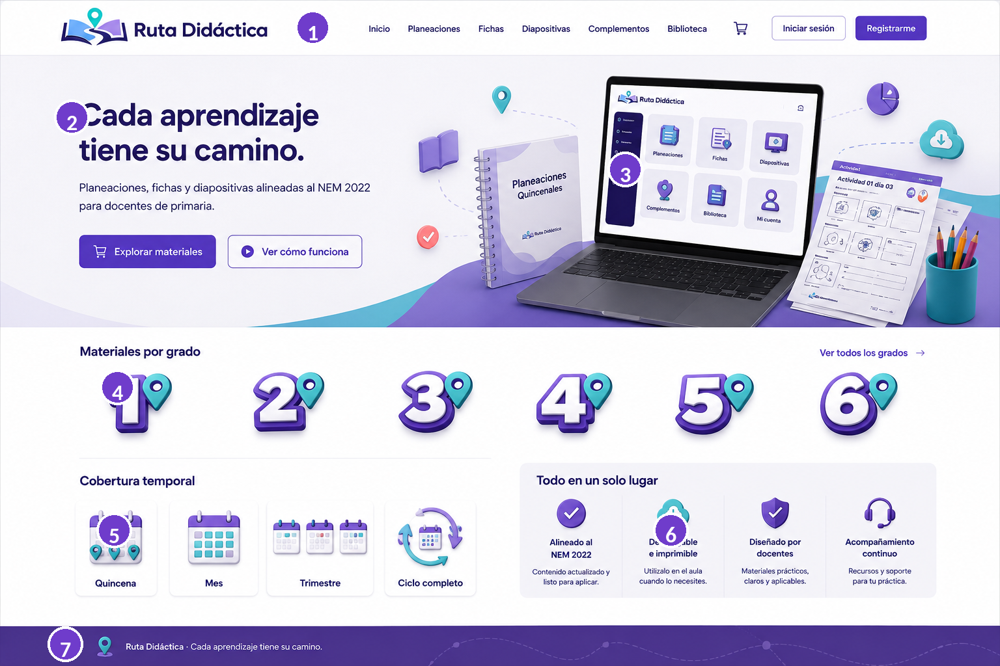 Ruta Didáctica
1
Inicio
Planeaciones
Fichas
Diapositivas
Complementos
Biblioteca
Iniciar sesión
Registrarme
2
Cada aprendizaje
tiene su camino.
Planeaciones, fichas y diapositivas alineadas al NEM 2022
para docentes de primaria.
Explorar materiales
Ver cómo funciona
Planeaciones
Quincenales
Ruta Didáctica
Ruta Didáctica
Planeaciones
Fichas
Diapositivas
3
Complementos
Biblioteca
Mi cuenta
Actividad 01 dia 03
Materiales por grado
Ver todos los grados
4
1
2
3
4
5
6
Cobertura temporal
5
Quincena
Mes
Trimestre
Ciclo completo
Todo en un solo lugar
6
Alineado al
NEM 2022
Contenido actualizado y
listo para aplicar.
e imprimible
Utilizalo en el aula
cuando lo necesites.
Diseñado por
docentes
Materiales prácticos,
claros y aplicables.
Acompañamiento
continuo
Recursos y soporte
para tu práctica.
7
Ruta Didáctica · Cada aprendizaje tiene su camino.